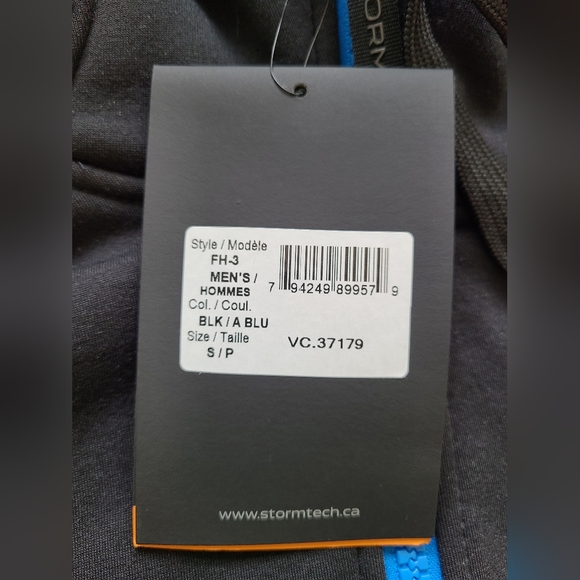 STORM
Style / Modèle
FH-3
MEN'S /
HOMMES
Col. / Coul.
BLK / A BLU
Size / Taille
S / P
7 94249 89957 9
VC.37179
www.stormtech.ca